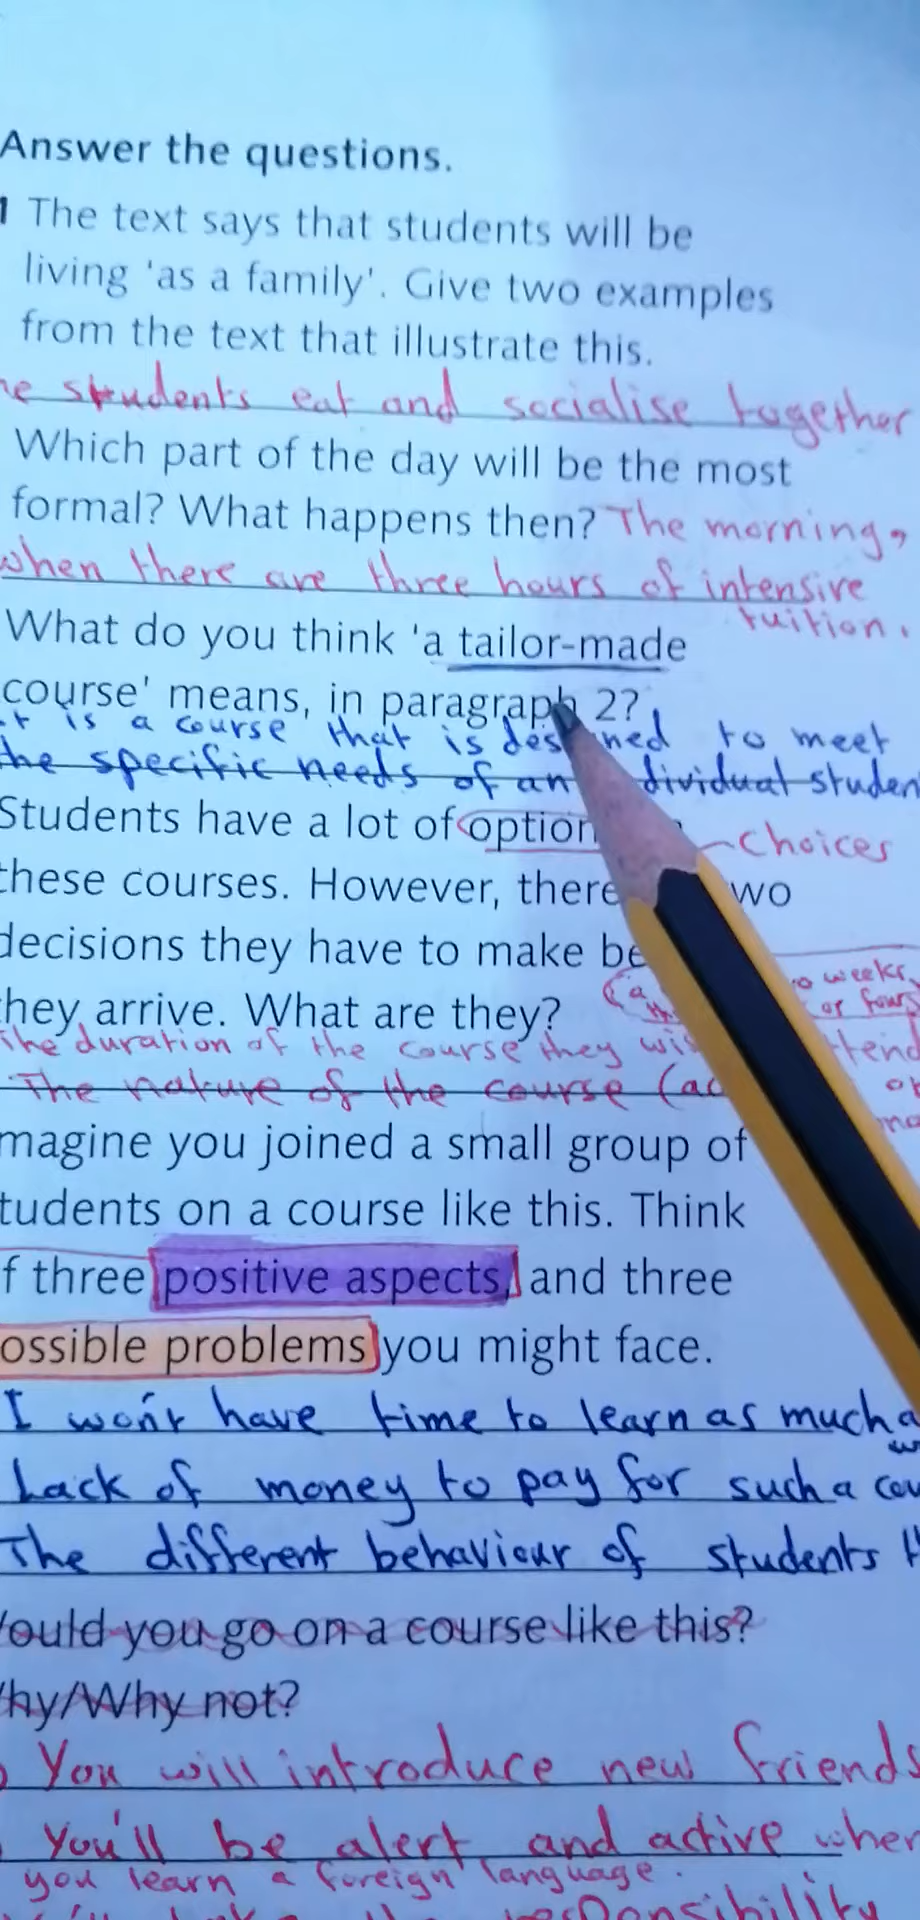 Answer the questions.
1 The text says that students will be
living 'as a family'. Give two examples
from the text that illustrate this.
students eat and socialise together
Which part of the day will be the most
formal? What happens then? The morning,
when there are three hours of intensive
tuition.
What do you think 'a tailor-made
course' means, in paragraph 2?
is a course that is designed to meet
the specific needs of an dividual studen
Students have a lot of option
choices
these courses. However, there wo
decisions they have to make be
o weeks
or four
they arrive. What are they?
The duration of the course they wi tend
The nature of the course (ac
magine you joined a small group of
tudents on a course like this. Think
f three positive aspects, and three
ossible problems you might face.
I won't have time to learn as much
Lack of money to pay for such a cou
The different behaviour of students
ould you go on a course like this?
hy/Why not?
You will introduce new friends
You'll be alert and active when
you learn a foreign language.
responsibility